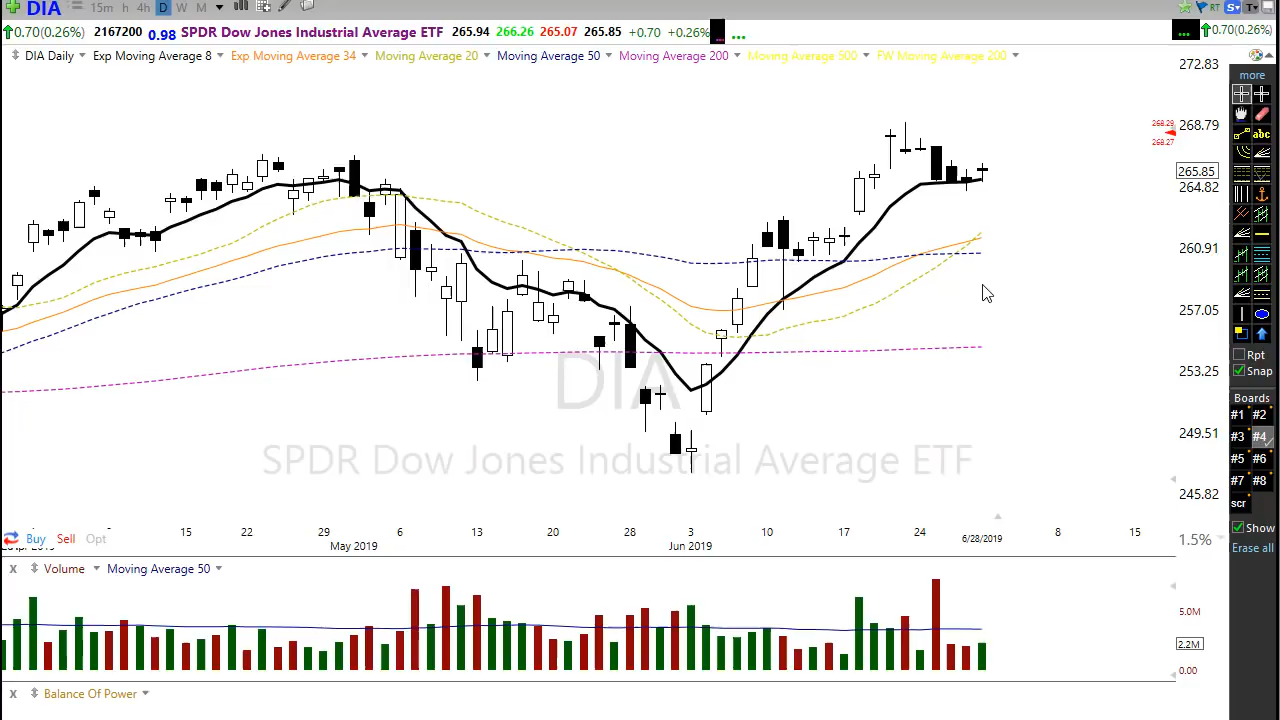 DIA 15m h 4h D W M RT S T
0.70(0.26%) 2167200 0.98 SPDR Dow Jones Industrial Average ETF 265.94 266.26 265.07 265.85 +0.70 +0.26% ... ... 0.70(0.26%)
DIA Daily Exp Moving Average 8 Exp Moving Average 34 Moving Average 20 Moving Average 50 Moving Average 200 Moving Average 500 FW Moving Average 200
272.83
268.79
268.29
268.27
265.85
264.82
260.91
257.05
253.25
249.51
245.82
DIA
SPDR Dow Jones Industrial Average ETF
15 22 29 6 13 20 28 3 10 17 24 6/28/2019 8 15
Buy Sell Opt
May 2019 Jun 2019
1.5%
x Volume Moving Average 50
5.0M
2.2M
0.00
x Balance Of Power
more
abc
Rpt
Snap
Boards
#1 #2
#3 #4
#5 #6
#7 #8
scr
Show
Erase all